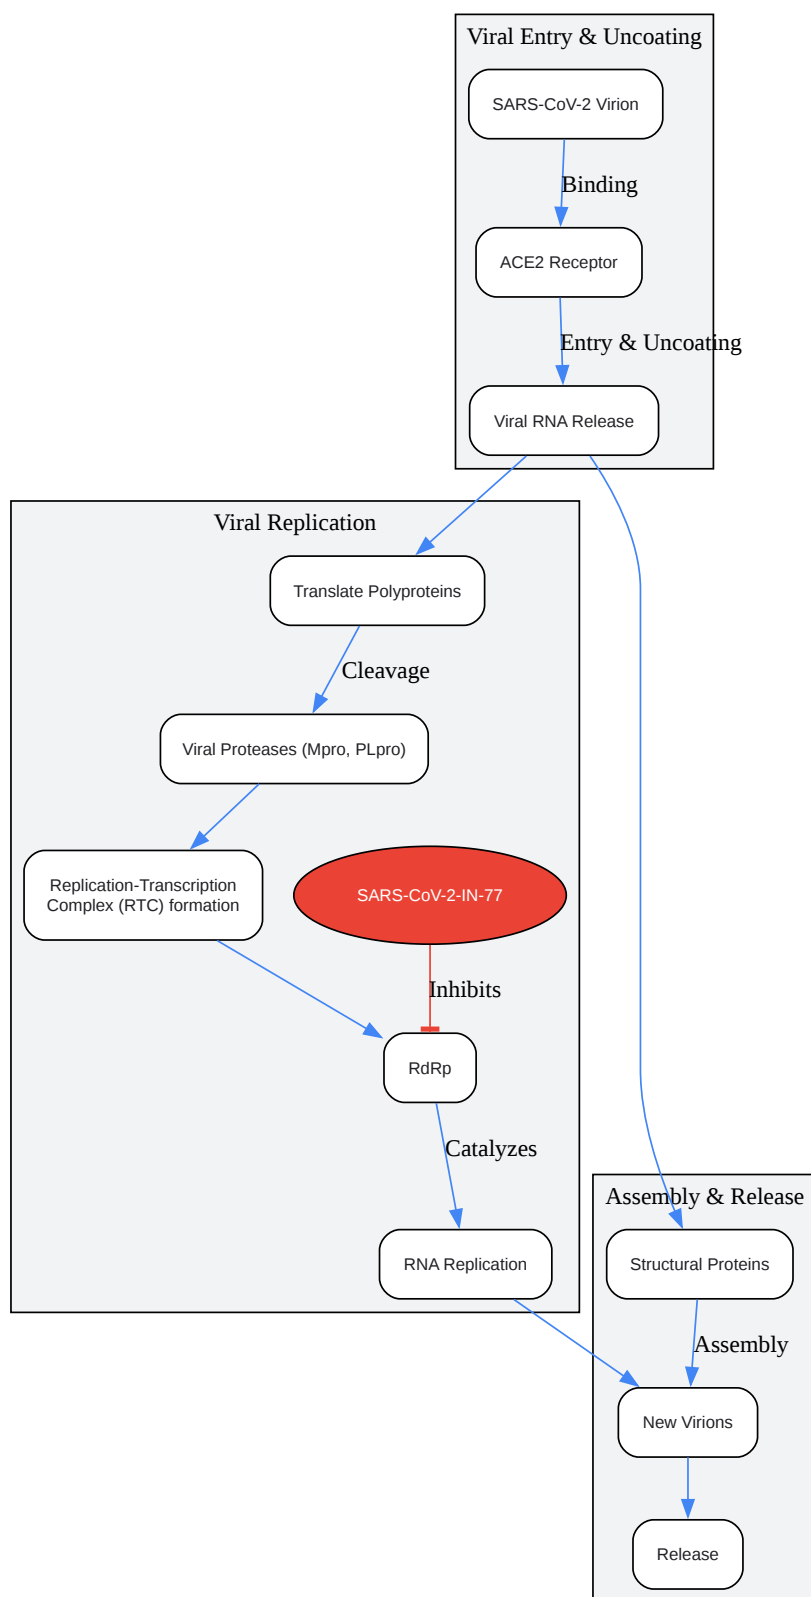 Viral Entry & Uncoating
SARS-CoV-2 Virion
Binding
ACE2 Receptor
Entry & Uncoating
Viral RNA Release
Viral Replication
Translate Polyproteins
Cleavage
Viral Proteases (Mpro, PLpro)
Replication-Transcription
Complex (RTC) formation
SARS-CoV-2-IN-77
Inhibits
RdRp
Catalyzes
RNA Replication
Assembly & Release
Structural Proteins
Assembly
New Virions
Release